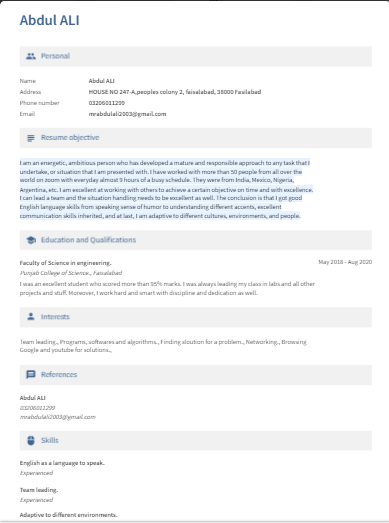 Abdul ALI
Personal
Name Abdul ALI
Address HOUSE NO 247-A,peoples colony 2, faisalabad, 38000 Fasilabad
Phone number 03206011299
Email mrabdulali2003@gmail.com
Resume objective
I am an energetic, ambitious person who has developed a mature and responsible approach to any task that I
undertake, or situation that I am presented with. I have worked with more than 50 people from all over the
world on zoom with everyday almost 9 hours of a busy schedule. They were from India, Mexico, Nigeria,
Argentina, etc. I am excellent at working with others to achieve a certain objective on time and with excellence.
I can lead a team and the situation handling needs to be excellent as well. The conclusion is that I got good
English language skills from speaking sense of humor to understanding different accents, excellent
communication skills inherited, and at last, I am adaptive to different cultures, environments, and people.
Education and Qualifications
Faculty of Science in engineering. May 2018 - Aug 2020
Punjab College of Science., Faisalabad
I was an excellent student who scored more than 95% marks. I was always leading my class in labs and all other
projects and stuff. Moreover, I work hard and smart with discipline and dedication as well.
Interests
Team leading., Programs, softwares and algorithms., Finding sloution for a problem., Networking., Browsing
Google and youtube for solutions.,
References
Abdul ALI
03206011299
mrabdulali2003@gmail.com
Skills
English as a language to speak.
Experienced
Team leading.
Experienced
Adaptive to different environments.